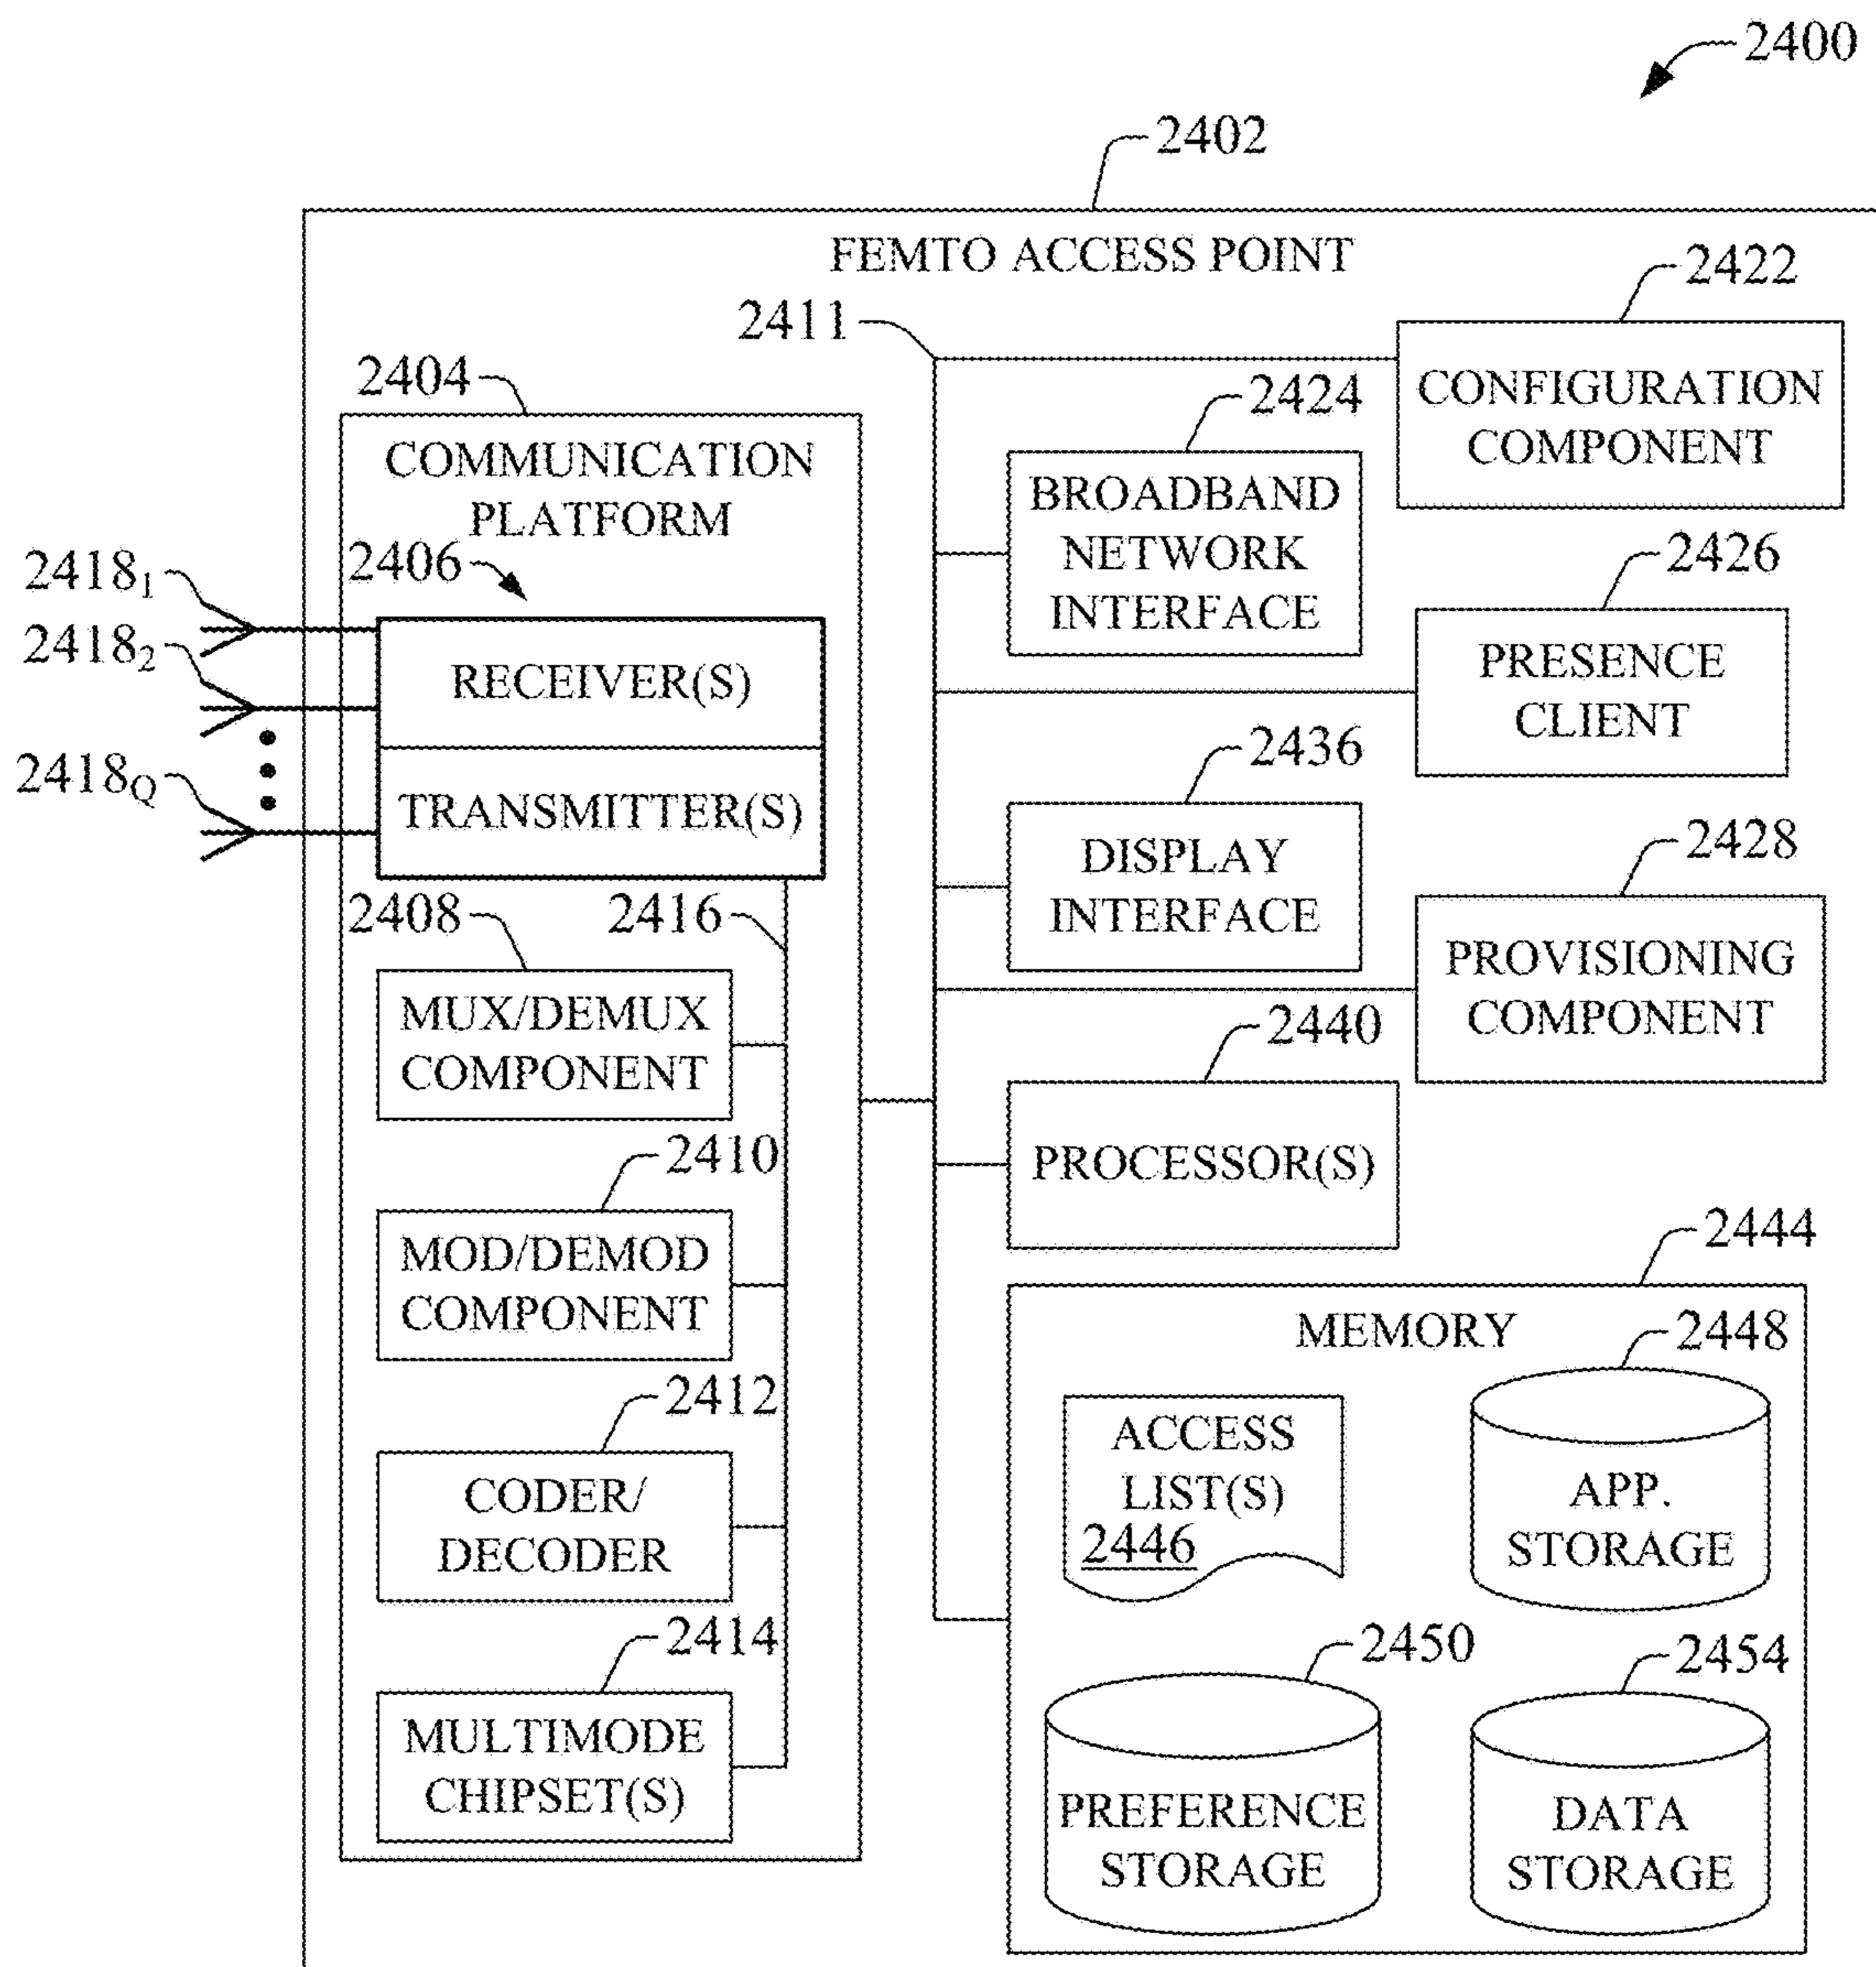 2400
2402
FEMTO ACCESS POINT
2411
2422
CONFIGURATION
COMPONENT
2404
COMMUNICATION
PLATFORM
2406
2418₁
2418₂
2418Q
RECEIVER(S)
TRANSMITTER(S)
2408
2416
MUX/DEMUX
COMPONENT
2410
MOD/DEMOD
COMPONENT
2412
CODER/
DECODER
2414
MULTIMODE
CHIPSET(S)
2424
BROADBAND
NETWORK
INTERFACE
2426
PRESENCE
CLIENT
2436
DISPLAY
INTERFACE
2428
PROVISIONING
COMPONENT
2440
PROCESSOR(S)
2444
MEMORY
ACCESS
LIST(S)
2446
2448
APP.
STORAGE
2450
PREFERENCE
STORAGE
2454
DATA
STORAGE